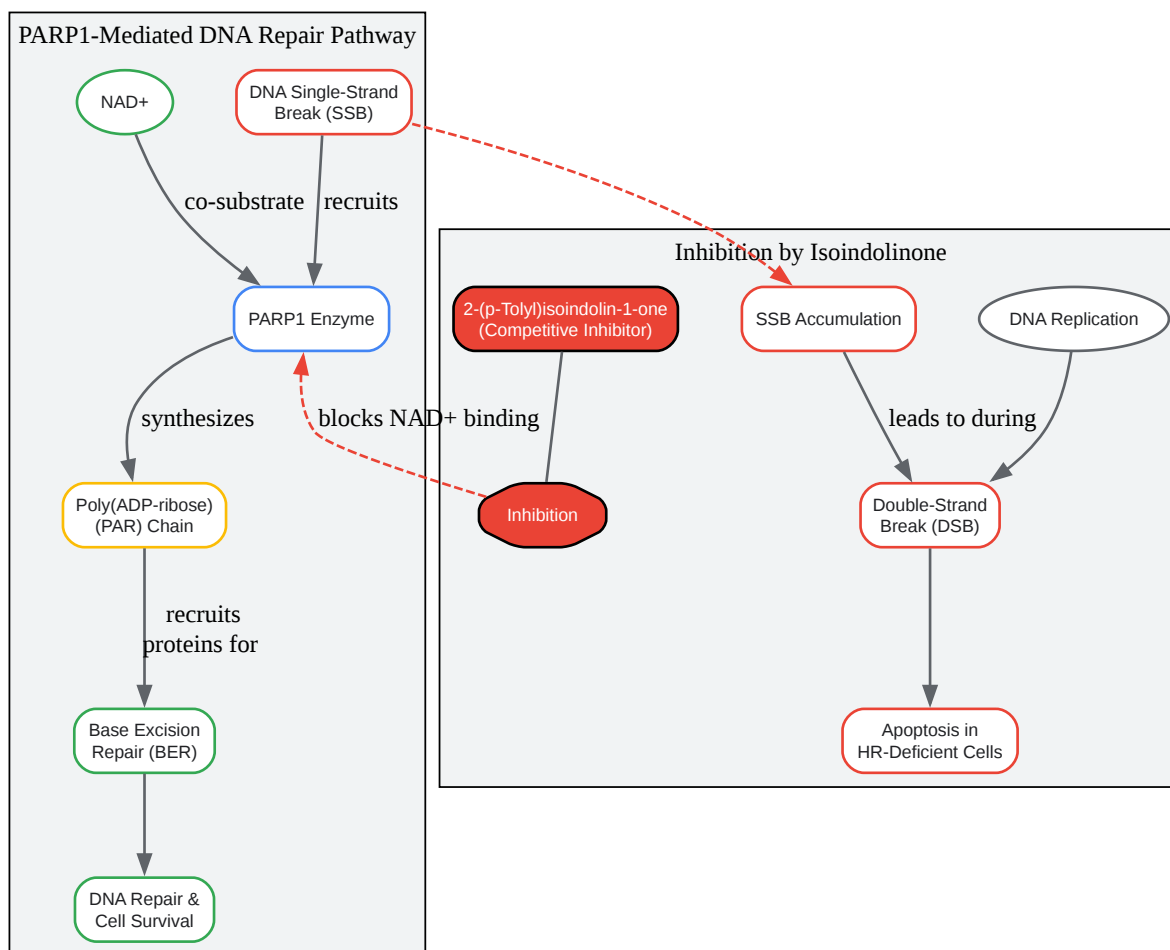 PARP1-Mediated DNA Repair Pathway
NAD+
DNA Single-Strand
Break (SSB)
co-substrate
recruits
Inhibition by Isoindolinone
PARP1 Enzyme
2-(p-Tolyl)isoindolin-1-one
(Competitive Inhibitor)
SSB Accumulation
DNA Replication
synthesizes
blocks NAD+ binding
leads to during
Poly(ADP-ribose)
(PAR) Chain
Inhibition
Double-Strand
Break (DSB)
recruits
proteins for
Base Excision
Repair (BER)
Apoptosis in
HR-Deficient Cells
DNA Repair &
Cell Survival